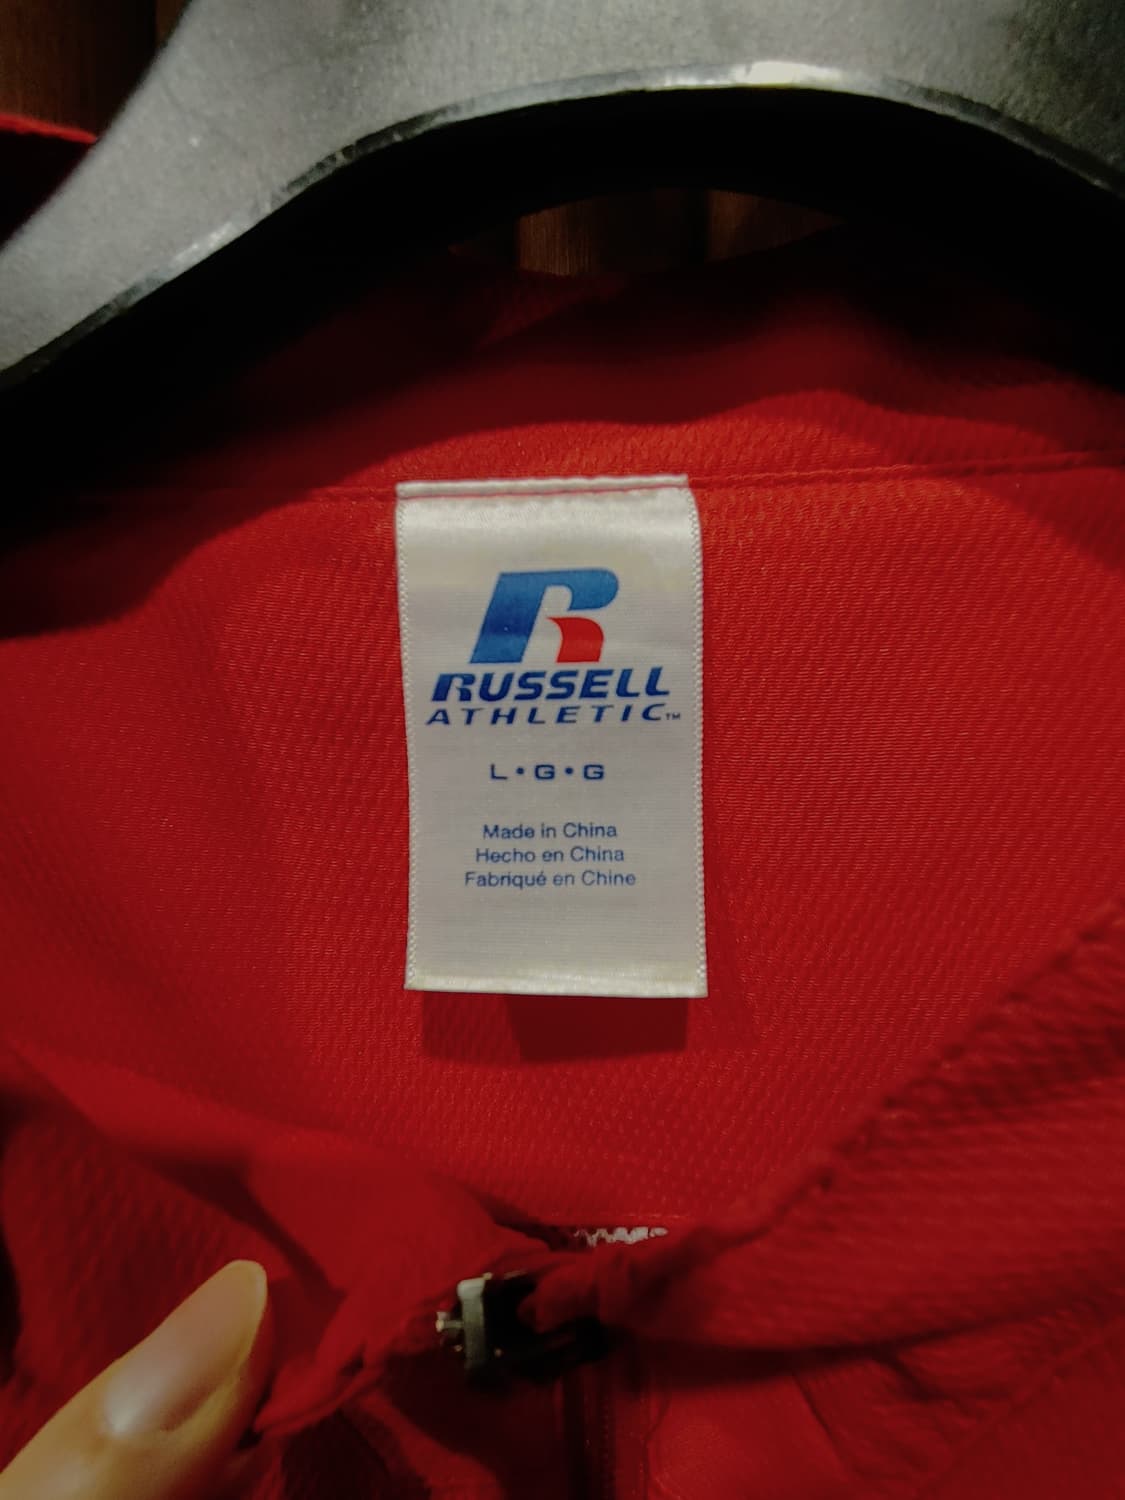 RUSSELL
ATHLETIC™
L•G•G
Made in China
Hecho en China
Fabriqué en Chine